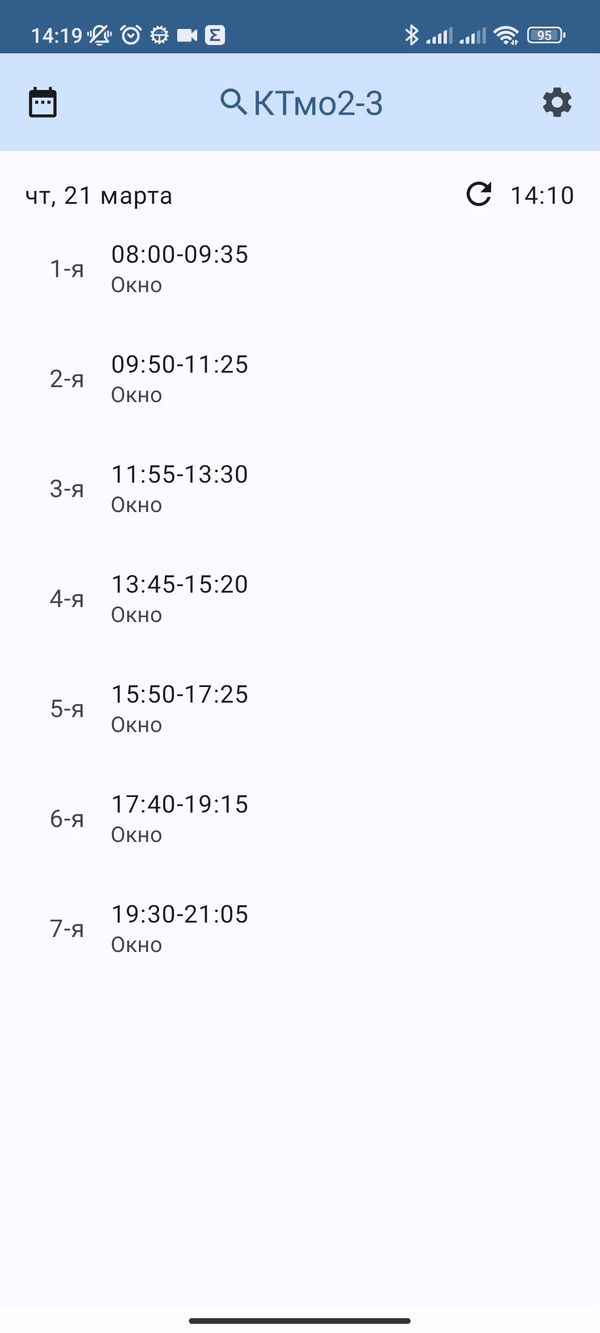 14:19
95
КТмо2-3
чт, 21 марта
14:10
1-я
08:00-09:35
Окно
2-я
09:50-11:25
Окно
3-я
11:55-13:30
Окно
4-я
13:45-15:20
Окно
5-я
15:50-17:25
Окно
6-я
17:40-19:15
Окно
7-я
19:30-21:05
Окно